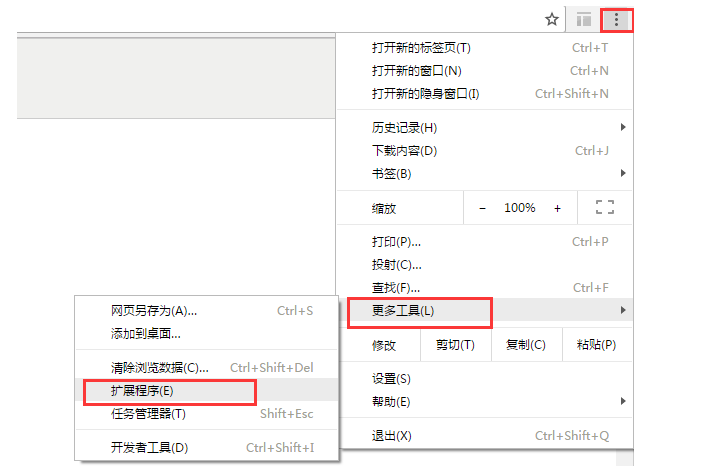 打开新的标签页(T) Ctrl+T
打开新的窗口(N) Ctrl+N
打开新的隐身窗口(I) Ctrl+Shift+N
历史记录(H)
下载内容(D) Ctrl+J
书签(B)
缩放 - 100% +
打印(P)... Ctrl+P
投射(C)...
查找(F)... Ctrl+F
更多工具(L)
修改 剪切(T) 复制(C) 粘贴(P)
设置(S)
帮助(E)
退出(X) Ctrl+Shift+Q
网页另存为(A)... Ctrl+S
添加到桌面...
清除浏览数据(C)... Ctrl+Shift+Del
扩展程序(E)
任务管理器(T) Shift+Esc
开发者工具(D) Ctrl+Shift+I